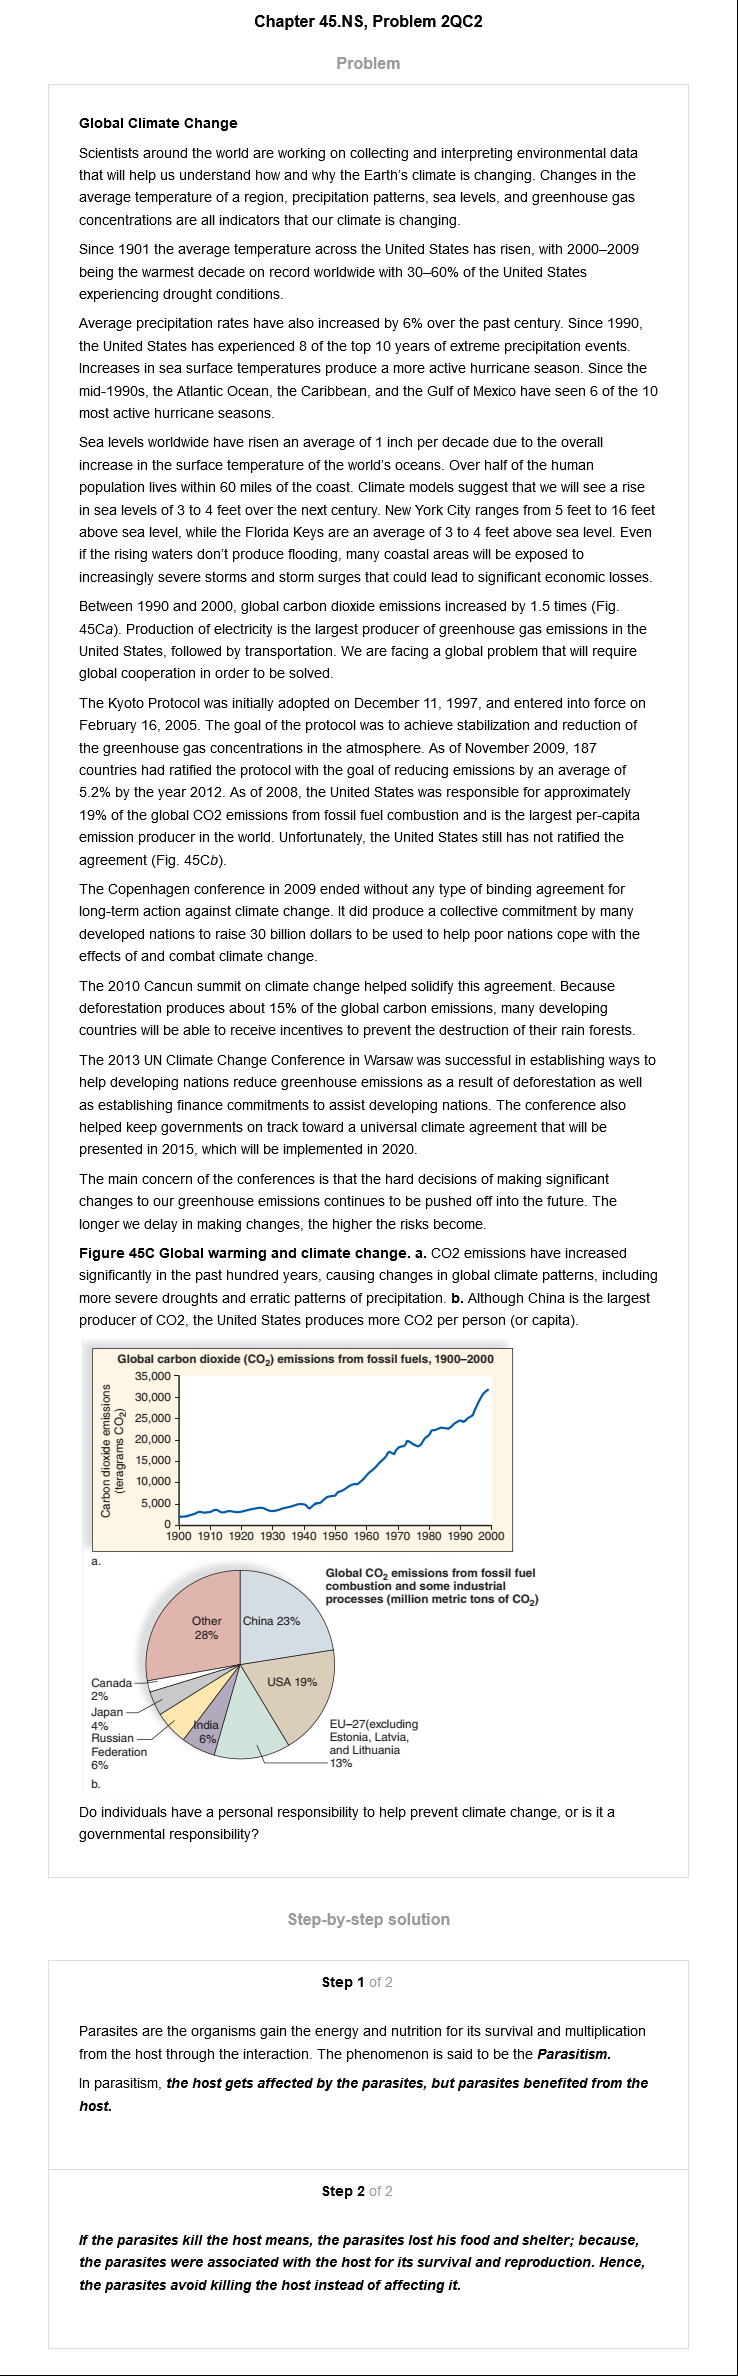 Chapter 45.NS, Problem 2QC2
Problem
Global Climate Change
Scientists around the world are working on collecting and interpreting environmental data
that will help us understand how and why the Earth's climate is changing. Changes in the
average temperature of a region, precipitation patterns, sea levels, and greenhouse gas
concentrations are all indicators that our climate is changing.
Since 1901 the average temperature across the United States has risen, with 2000–2009
being the warmest decade on record worldwide with 30–60% of the United States
experiencing drought conditions.
Average precipitation rates have also increased by 6% over the past century. Since 1990,
the United States has experienced 8 of the top 10 years of extreme precipitation events.
Increases in sea surface temperatures produce a more active hurricane season. Since the
mid-1990s, the Atlantic Ocean, the Caribbean, and the Gulf of Mexico have seen 6 of the 10
most active hurricane seasons.
Sea levels worldwide have risen an average of 1 inch per decade due to the overall
increase in the surface temperature of the world's oceans. Over half of the human
population lives within 60 miles of the coast. Climate models suggest that we will see a rise
in sea levels of 3 to 4 feet over the next century. New York City ranges from 5 feet to 16 feet
above sea level, while the Florida Keys are an average of 3 to 4 feet above sea level. Even
if the rising waters don't produce flooding, many coastal areas will be exposed to
increasingly severe storms and storm surges that could lead to significant economic losses.
Between 1990 and 2000, global carbon dioxide emissions increased by 1.5 times (Fig.
45Ca). Production of electricity is the largest producer of greenhouse gas emissions in the
United States, followed by transportation. We are facing a global problem that will require
global cooperation in order to be solved.
The Kyoto Protocol was initially adopted on December 11, 1997, and entered into force on
February 16, 2005. The goal of the protocol was to achieve stabilization and reduction of
the greenhouse gas concentrations in the atmosphere. As of November 2009, 187
countries had ratified the protocol with the goal of reducing emissions by an average of
5.2% by the year 2012. As of 2008, the United States was responsible for approximately
19% of the global CO2 emissions from fossil fuel combustion and is the largest per-capita
emission producer in the world. Unfortunately, the United States still has not ratified the
agreement (Fig. 45Cb).
The Copenhagen conference in 2009 ended without any type of binding agreement for
long-term action against climate change. It did produce a collective commitment by many
developed nations to raise 30 billion dollars to be used to help poor nations cope with the
effects of and combat climate change.
The 2010 Cancun summit on climate change helped solidify this agreement. Because
deforestation produces about 15% of the global carbon emissions, many developing
countries will be able to receive incentives to prevent the destruction of their rain forests.
The 2013 UN Climate Change Conference in Warsaw was successful in establishing ways to
help developing nations reduce greenhouse emissions as a result of deforestation as well
as establishing finance commitments to assist developing nations. The conference also
helped keep governments on track toward a universal climate agreement that will be
presented in 2015, which will be implemented in 2020.
The main concern of the conferences is that the hard decisions of making significant
changes to our greenhouse emissions continues to be pushed off into the future. The
longer we delay in making changes, the higher the risks become.
Figure 45C Global warming and climate change. a. CO2 emissions have increased
significantly in the past hundred years, causing changes in global climate patterns, including
more severe droughts and erratic patterns of precipitation. b. Although China is the largest
producer of CO2, the United States produces more CO2 per person (or capita).
Global carbon dioxide (CO₂) emissions from fossil fuels, 1900–2000
Carbon dioxide emissions
(teragrams CO₂)
35,000
30,000
25,000
20,000
15,000
10,000
5,000
0
1900 1910 1920 1930 1940 1950 1960 1970 1980 1990 2000
a.
Global CO₂ emissions from fossil fuel
combustion and some industrial
processes (million metric tons of CO₂)
Other
28%
China 23%
USA 19%
Canada
2%
Japan
4%
Russian
Federation
6%
India
6%
EU–27(excluding
Estonia, Latvia,
and Lithuania
13%
b.
Do individuals have a personal responsibility to help prevent climate change, or is it a
governmental responsibility?
Step-by-step solution
Step 1 of 2
Parasites are the organisms gain the energy and nutrition for its survival and multiplication
from the host through the interaction. The phenomenon is said to be the Parasitism.
In parasitism, the host gets affected by the parasites, but parasites benefited from the
host.
Step 2 of 2
If the parasites kill the host means, the parasites lost his food and shelter; because,
the parasites were associated with the host for its survival and reproduction. Hence,
the parasites avoid killing the host instead of affecting it.